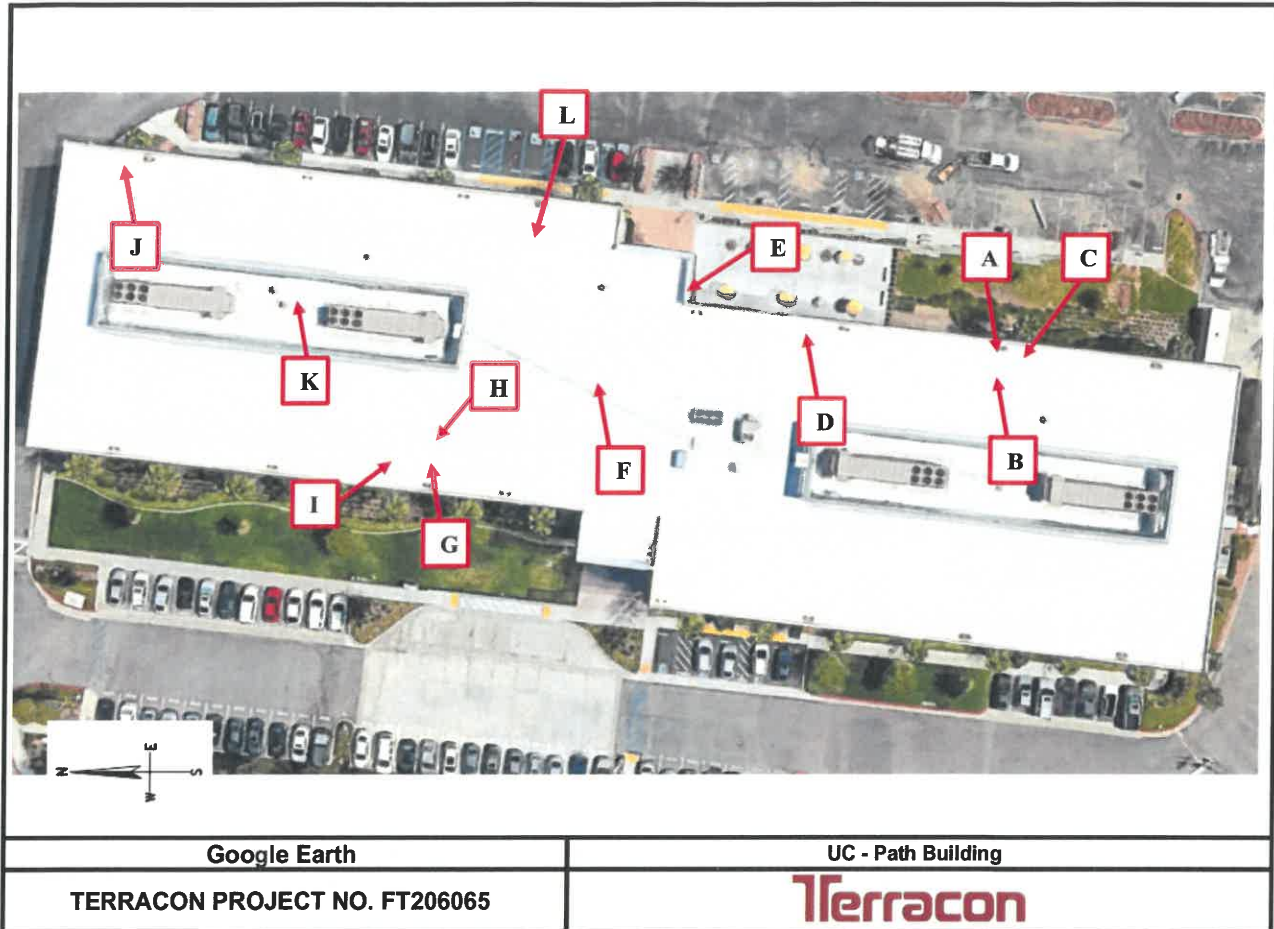 L
J
E
A
C
K
H
D
F
B
I
G
E
N
S
W
Google Earth
UC - Path Building
TERRACON PROJECT NO. FT206065
Terracon